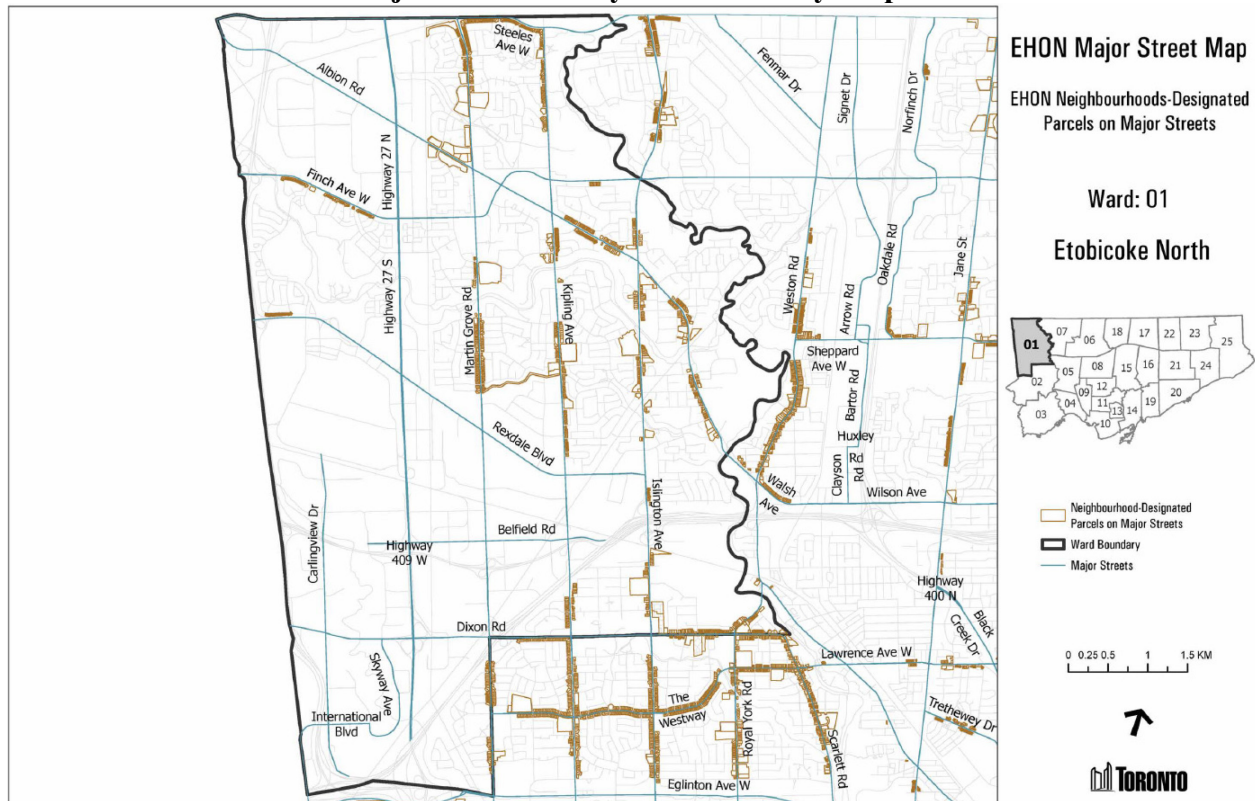 EHON Major Street Map
EHON Neighbourhoods-Designated
Parcels on Major Streets
Ward: 01
Etobicoke North
Steeles
Ave W
Albion Rd
Fenmar Dr
Signet Dr
Norfinch Dr
Highway 27 N
Finch Ave W
Highway 27 S
Martin Grove Rd
Kipling Ave
Weston Rd
Arrow Rd
Oakdale Rd
Jane St
Sheppard
Ave W
Bartor Rd
Rexdale Blvd
Huxley
Rd
Clayson
Rd
Walsh
Ave
Wilson Ave
Islington Ave
Carlingview Dr
Belfield Rd
Highway
409 W
Highway
400 N
Black
Creek Dr
Dixon Rd
Lawrence Ave W
Skyway Ave
The
Westway
Royal York Rd
Scarlett Rd
International
Blvd
Trethewey Dr
Eglinton Ave W
01
07
06
18
17
22
23
25
02
05
08
15
16
21
24
03
04
09
12
11
13
14
19
20
10
Neighbourhood-Designated
Parcels on Major Streets
Ward Boundary
Major Streets
0 0.25 0.5 1 1.5 KM
TORONTO